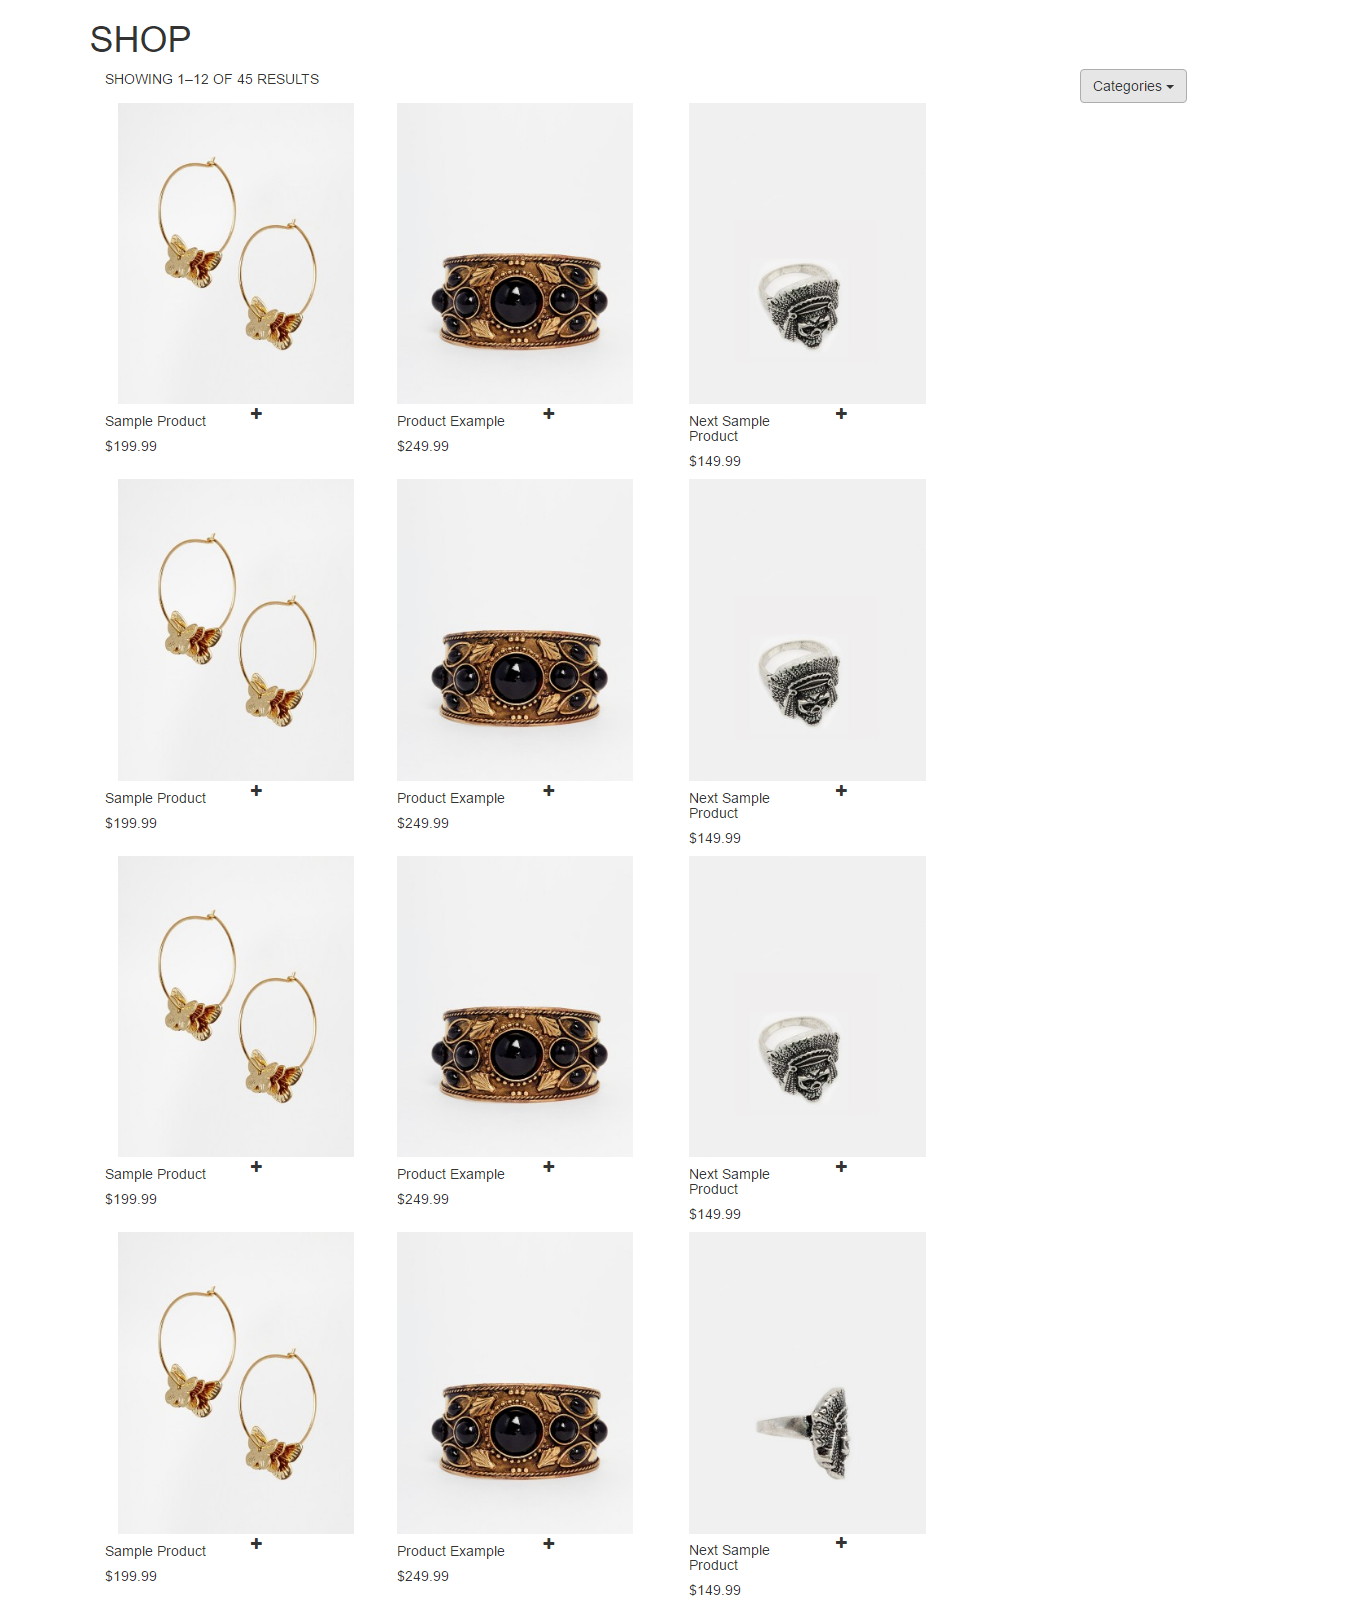 SHOP
SHOWING 1–12 OF 45 RESULTS
Categories
Sample Product
$199.99
Product Example
$249.99
Next Sample
Product
$149.99
Sample Product
$199.99
Product Example
$249.99
Next Sample
Product
$149.99
Sample Product
$199.99
Product Example
$249.99
Next Sample
Product
$149.99
Sample Product
$199.99
Product Example
$249.99
Next Sample
Product
$149.99